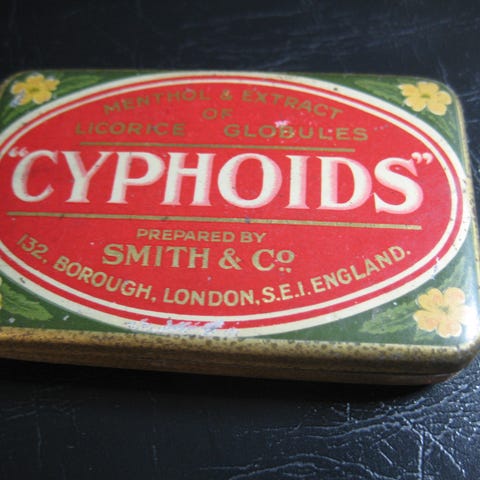 MENTHOL & EXTRACT
OF
LICORICE GLOBULES
"CYPHOIDS"
PREPARED BY
SMITH & Co.
132, BOROUGH, LONDON, S.E.1. ENGLAND.